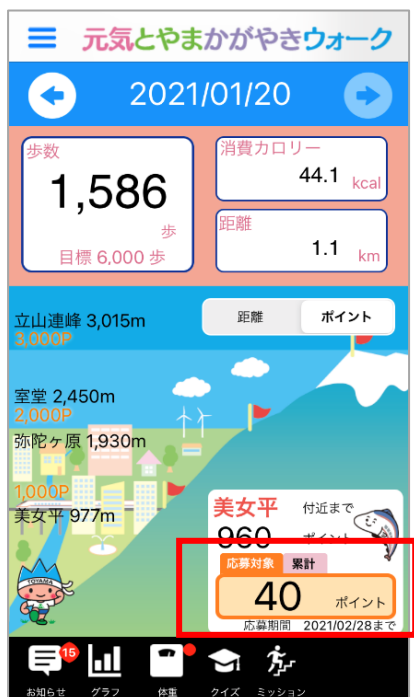 元気とやまかがやきウォーク
2021/01/20
歩数
1,586
歩
目標 6,000 歩
消費カロリー
44.1 kcal
距離
1.1 km
距離 ポイント
立山連峰 3,015m
3,000P
室堂 2,450m
2,000P
弥陀ヶ原 1,930m
1,000P
美女平 977m
美女平 付近まで
960 ポイント
応募対象 累計
40 ポイント
応募期間 2021/02/28まで
TOYAMA
15
お知らせ グラフ 体重 クイズ ミッション